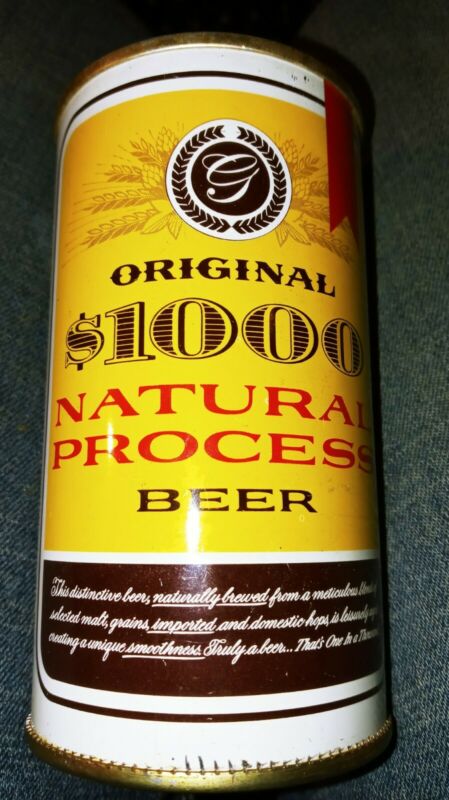 G
ORIGINAL
$1000
NATURAL
PROCESS
BEER
This distinctive beer, naturally brewed from a meticulous
selected malt, grains, imported and domestic hops, is leisurely
creating a unique smoothness. Truly a beer... That's One In a